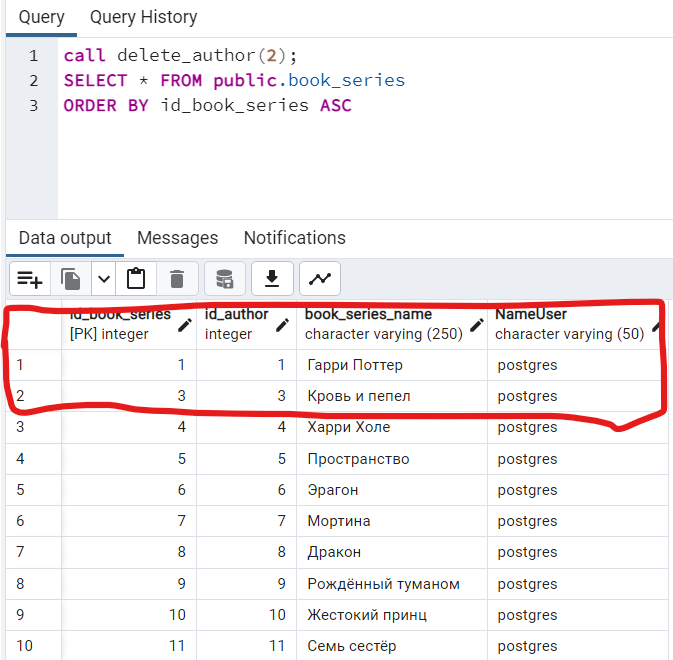 Query Query History
1 call delete_author(2);
2 SELECT * FROM public.book_series
3 ORDER BY id_book_series ASC
Data output Messages Notifications
id_book_series id_author book_series_name NameUser
[PK] integer integer character varying (250) character varying (50)
1 1 1 Гарри Поттер postgres
2 3 3 Кровь и пепел postgres
3 4 4 Харри Холе postgres
4 5 5 Пространство postgres
5 6 6 Эрагон postgres
6 7 7 Мортина postgres
7 8 8 Дракон postgres
8 9 9 Рождённый туманом postgres
9 10 10 Жестокий принц postgres
10 11 11 Семь сестёр postgres